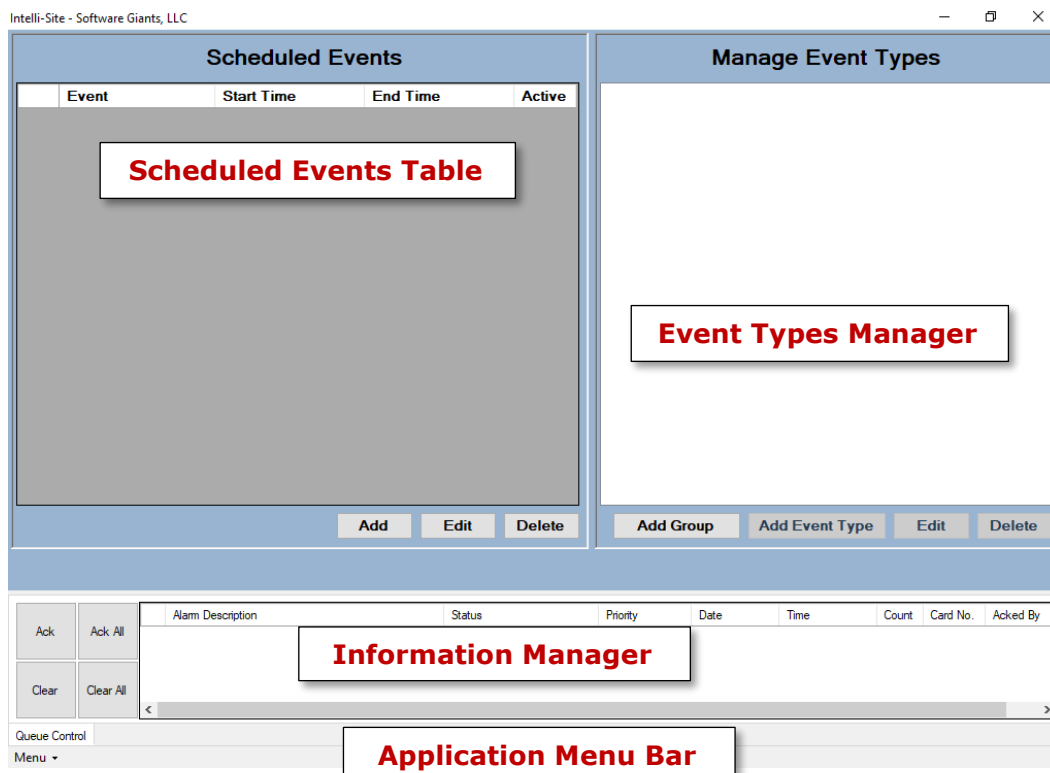 Intelli-Site - Software Giants, LLC
Scheduled Events
Event Start Time End Time Active
Scheduled Events Table
Add Edit Delete
Manage Event Types
Event Types Manager
Add Group Add Event Type Edit Delete
Ack Ack All
Clear Clear All
Alarm Description Status Priority Date Time Count Card No. Acked By
Information Manager
Queue Control
Menu
Application Menu Bar